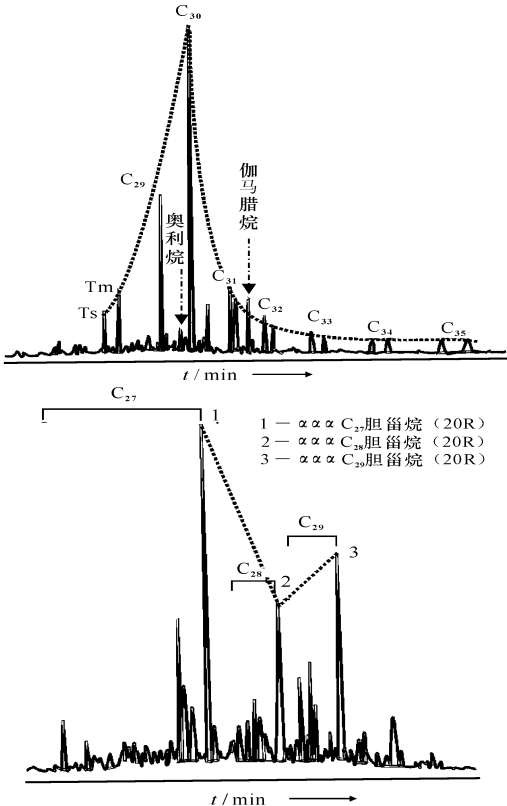 C30
C29
奥利烷
伽马腊烷
Tm
Ts
C31
C32
C33
C34
C35
t / min
C27
1
1 — ααα C27胆甾烷（20R）
2 — ααα C28胆甾烷（20R）
3 — ααα C29胆甾烷（20R）
C29
3
C28
2
t / min